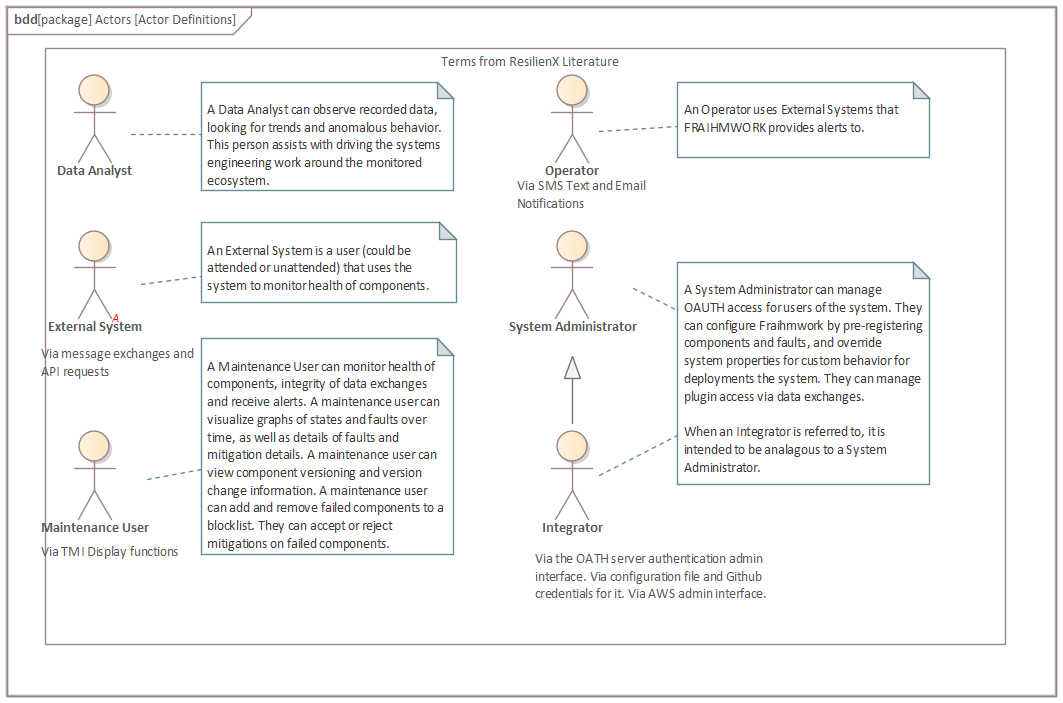 bdd[package] Actors [Actor Definitions]
Terms from ResilienX Literature
A Data Analyst can observe recorded data,
looking for trends and anomalous behavior.
This person assists with driving the systems
engineering work around the monitored
ecosystem.
Data Analyst
An Operator uses External Systems that
FRAIHMWORK provides alerts to.
Operator
Via SMS Text and Email
Notifications
An External System is a user (could be
attended or unattended) that uses the
system to monitor health of components.
A
External System
Via message exchanges and
API requests
System Administrator
A System Administrator can manage
OAUTH access for users of the system. They
can configure Fraihmwork by pre-registering
components and faults, and override
system properties for custom behavior for
deployments the system. They can manage
plugin access via data exchanges.
When an Integrator is referred to, it is
intended to be analagous to a System
Administrator.
A Maintenance User can monitor health of
components, integrity of data exchanges
and receive alerts. A maintenance user can
visualize graphs of states and faults over
time, as well as details of faults and
mitigation details. A maintenance user can
view component versioning and version
change information. A maintenance user
can add and remove failed components to a
blocklist. They can accept or reject
mitigations on failed components.
Maintenance User
Via TMI Display functions
Integrator
Via the OATH server authentication admin
interface. Via configuration file and Github
credentials for it. Via AWS admin interface.